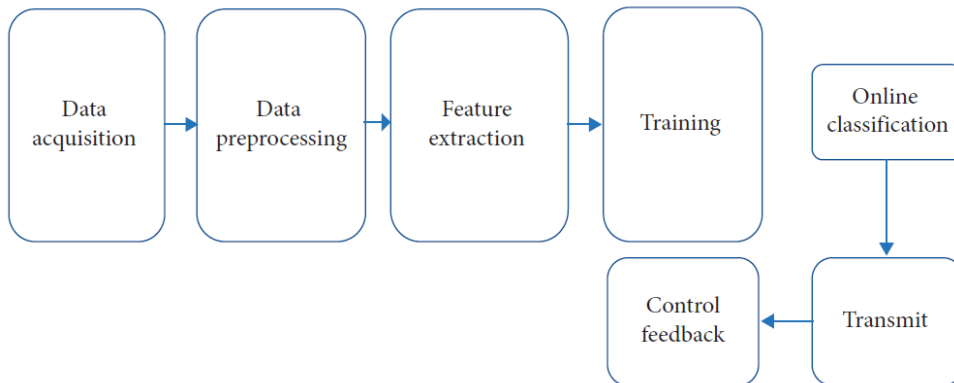 Data
acquisition
Data
preprocessing
Feature
extraction
Training
Online
classification
Control
feedback
Transmit